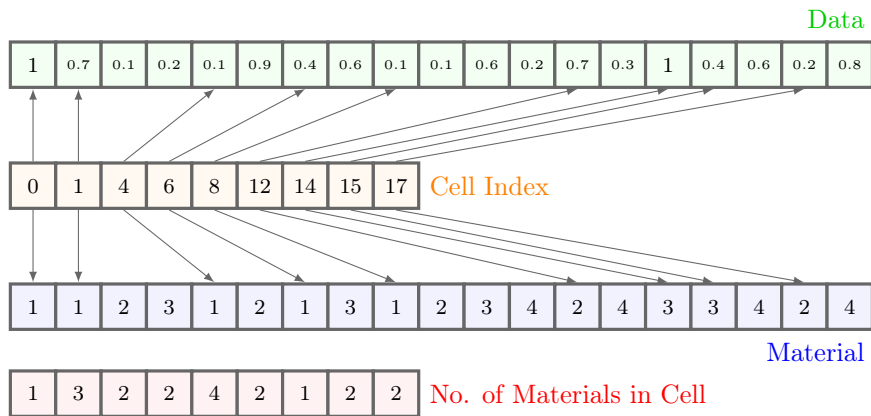 Data
1 0.7 0.1 0.2 0.1 0.9 0.4 0.6 0.1 0.1 0.6 0.2 0.7 0.3 1 0.4 0.6 0.2 0.8
0 1 4 6 8 12 14 15 17 Cell Index
1 1 2 3 1 2 1 3 1 2 3 4 2 4 3 3 4 2 4
Material
1 3 2 2 4 2 1 2 2 No. of Materials in Cell